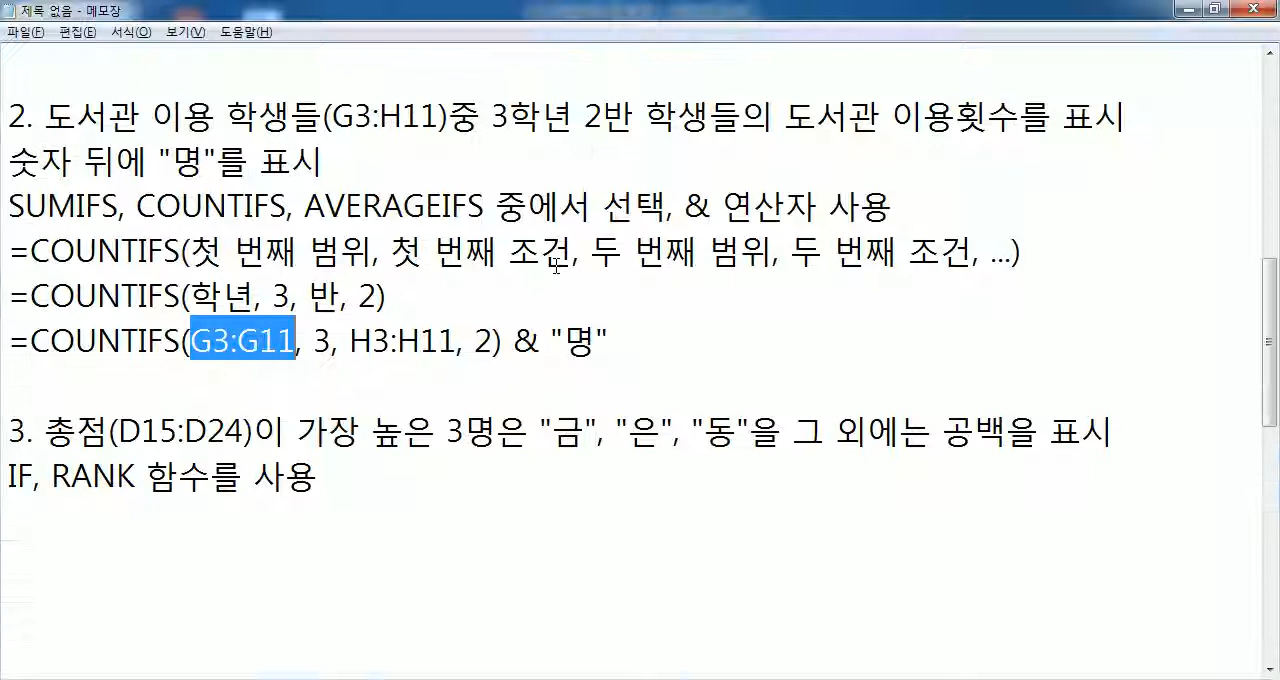 제목 없음 - 메모장
파일(F) 편집(E) 서식(O) 보기(V) 도움말(H)
2. 도서관 이용 학생들(G3:H11)중 3학년 2반 학생들의 도서관 이용횟수를 표시
숫자 뒤에 "명"를 표시
SUMIFS, COUNTIFS, AVERAGEIFS 중에서 선택, & 연산자 사용
=COUNTIFS(첫 번째 범위, 첫 번째 조건, 두 번째 범위, 두 번째 조건, ...)
=COUNTIFS(학년, 3, 반, 2)
=COUNTIFS(G3:G11, 3, H3:H11, 2) & "명"
3. 총점(D15:D24)이 가장 높은 3명은 "금", "은", "동"을 그 외에는 공백을 표시
IF, RANK 함수를 사용